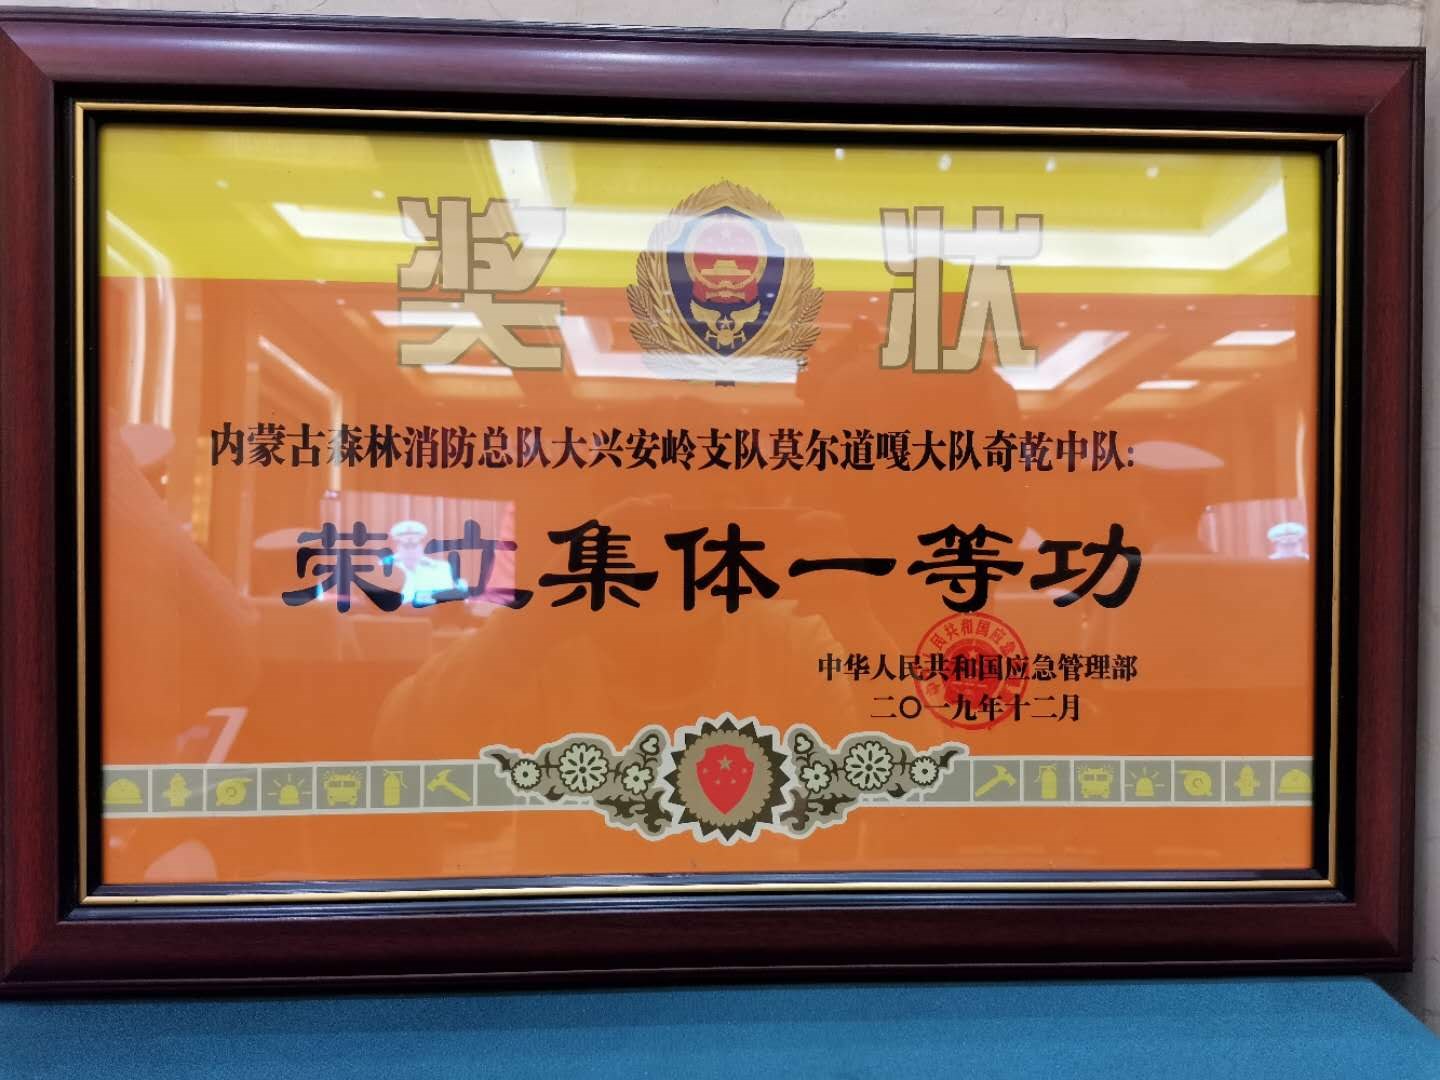 奖 状
内蒙古森林消防总队大兴安岭支队莫尔道嘎大队奇乾中队:
荣立集体一等功
中华人民共和国应急管理部
二〇一九年十二月